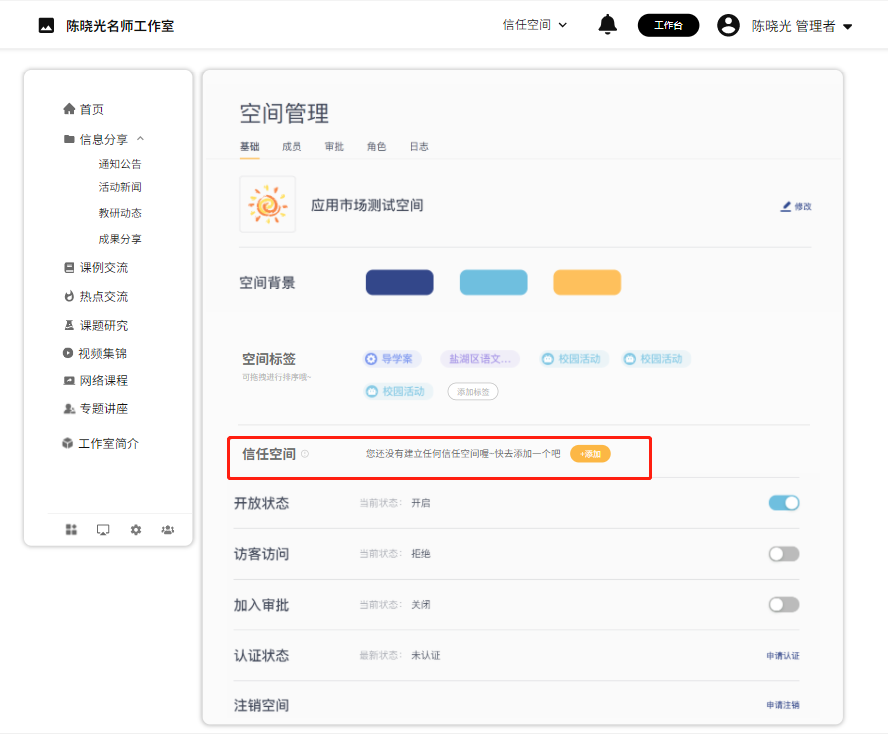 陈晓光名师工作室
信任空间
工作台
陈晓光 管理者
首页
信息分享
通知公告
活动新闻
教研动态
成果分享
课例交流
热点交流
课题研究
视频集锦
网络课程
专题讲座
工作室简介
空间管理
基础 成员 审批 角色 日志
应用市场测试空间
修改
空间背景
空间标签
可拖拽进行排序哦~
导学案 盐湖区语文... 校园活动 校园活动
校园活动 添加标签
信任空间 您还没有建立任何信任空间喔~快去添加一个吧 +添加
开放状态 当前状态： 开启
访客访问 当前状态： 拒绝
加入审批 当前状态： 关闭
认证状态 最新状态： 未认证 申请认证
注销空间 申请注销